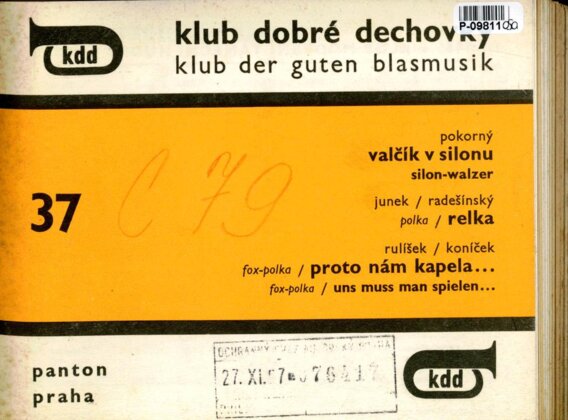 kdd
klub dobré dechovky
P-09811
klub der guten blasmusik
pokorný
valčík v silonu
silon-walzer
37
C 79
junek / radešínský
polka / relka
rulíšek / koníček
fox-polka / proto nám kapela...
fox-polka / uns muss man spielen...
panton
praha
27. XI.
kdd